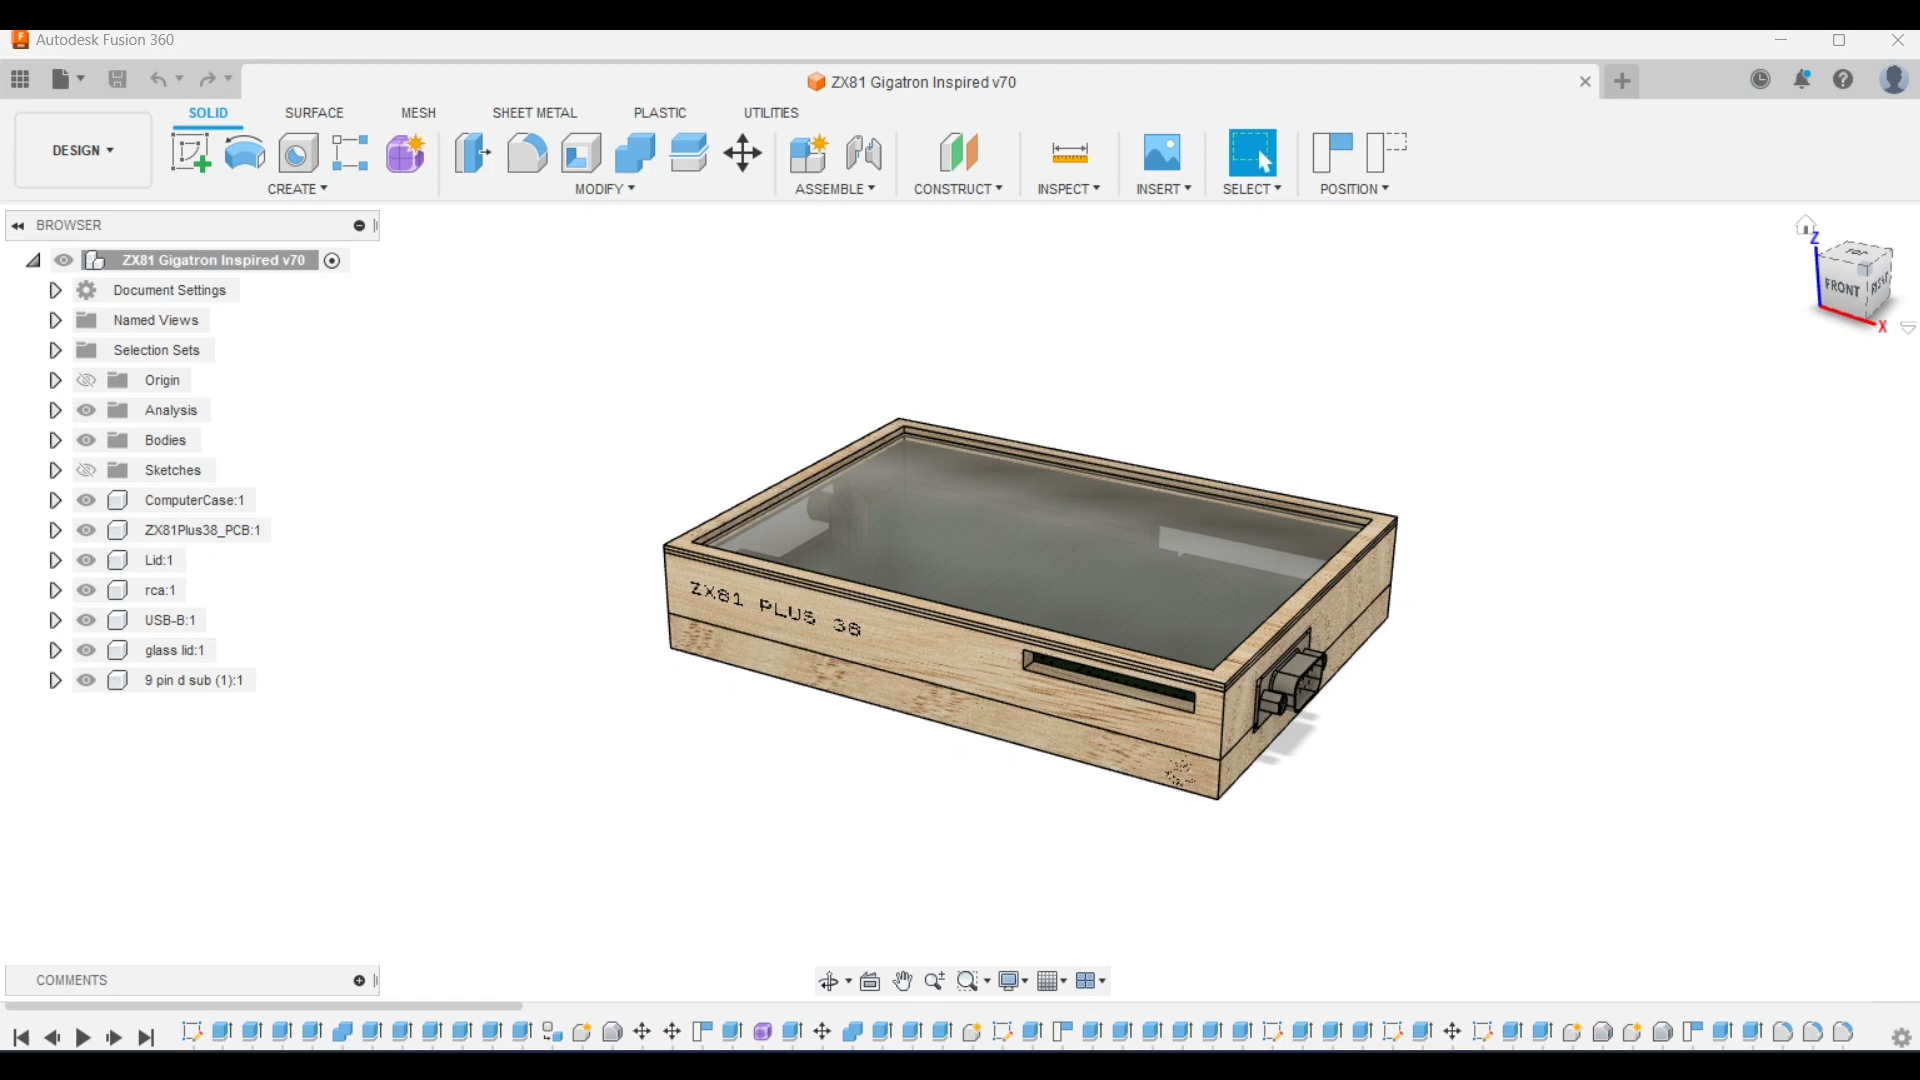 Autodesk Fusion 360
ZX81 Gigatron Inspired v70
SOLID SURFACE MESH SHEET METAL PLASTIC UTILITIES
DESIGN
CREATE MODIFY ASSEMBLE CONSTRUCT INSPECT INSERT SELECT POSITION
BROWSER
ZX81 Gigatron Inspired v70
Document Settings
Named Views
Selection Sets
Origin
Analysis
Bodies
Sketches
ComputerCase:1
ZX81Plus38_PCB:1
Lid:1
rca:1
USB-B:1
glass lid:1
9 pin d sub (1):1
Z
TOP
FRONT RIGHT
X
ZX81 PLUS 38
COMMENTS